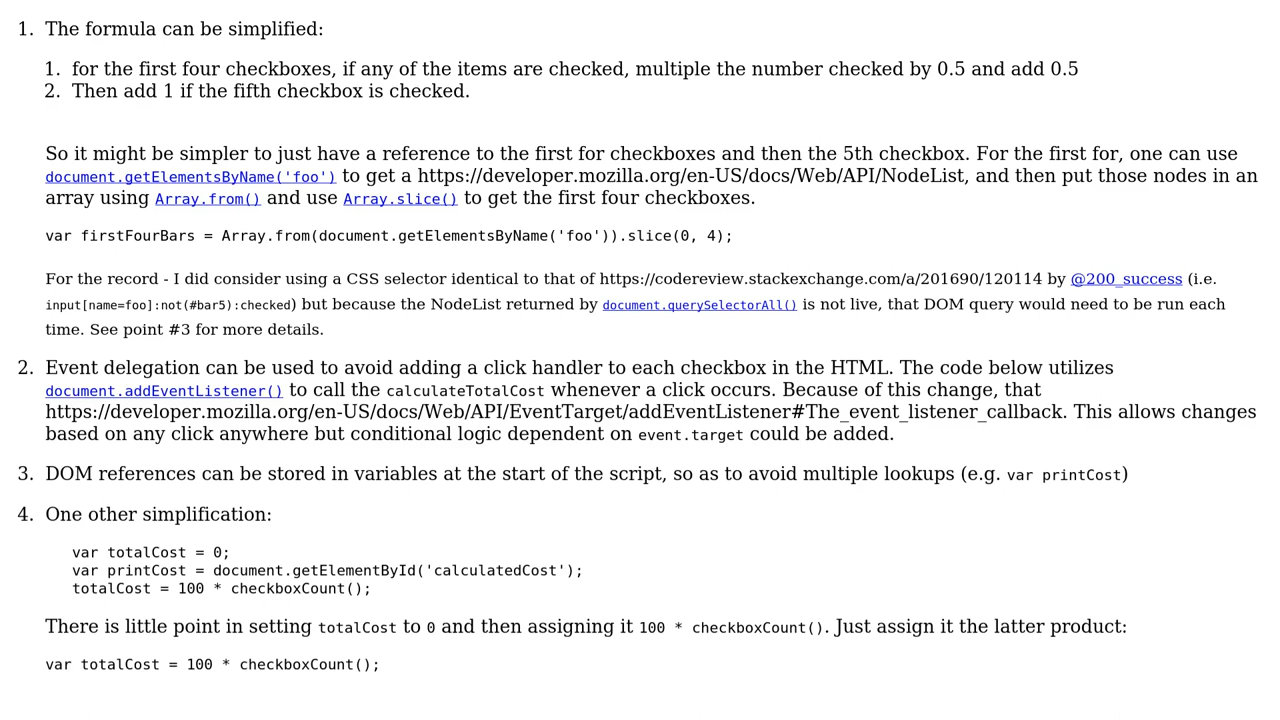 1. The formula can be simplified:
1. for the first four checkboxes, if any of the items are checked, multiple the number checked by 0.5 and add 0.5
2. Then add 1 if the fifth checkbox is checked.
So it might be simpler to just have a reference to the first for checkboxes and then the 5th checkbox. For the first for, one can use
document.getElementsByName('foo') to get a https://developer.mozilla.org/en-US/docs/Web/API/NodeList, and then put those nodes in an
array using Array.from() and use Array.slice() to get the first four checkboxes.
var firstFourBars = Array.from(document.getElementsByName('foo')).slice(0, 4);
For the record - I did consider using a CSS selector identical to that of https://codereview.stackexchange.com/a/201690/120114 by @200_success (i.e.
input[name=foo]:not(#bar5):checked) but because the NodeList returned by document.querySelectorAll() is not live, that DOM query would need to be run each
time. See point #3 for more details.
2. Event delegation can be used to avoid adding a click handler to each checkbox in the HTML. The code below utilizes
document.addEventListener() to call the calculateTotalCost whenever a click occurs. Because of this change, that
https://developer.mozilla.org/en-US/docs/Web/API/EventTarget/addEventListener#The_event_listener_callback. This allows changes
based on any click anywhere but conditional logic dependent on event.target could be added.
3. DOM references can be stored in variables at the start of the script, so as to avoid multiple lookups (e.g. var printCost)
4. One other simplification:
var totalCost = 0;
var printCost = document.getElementById('calculatedCost');
totalCost = 100 * checkboxCount();
There is little point in setting totalCost to 0 and then assigning it 100 * checkboxCount(). Just assign it the latter product:
var totalCost = 100 * checkboxCount();